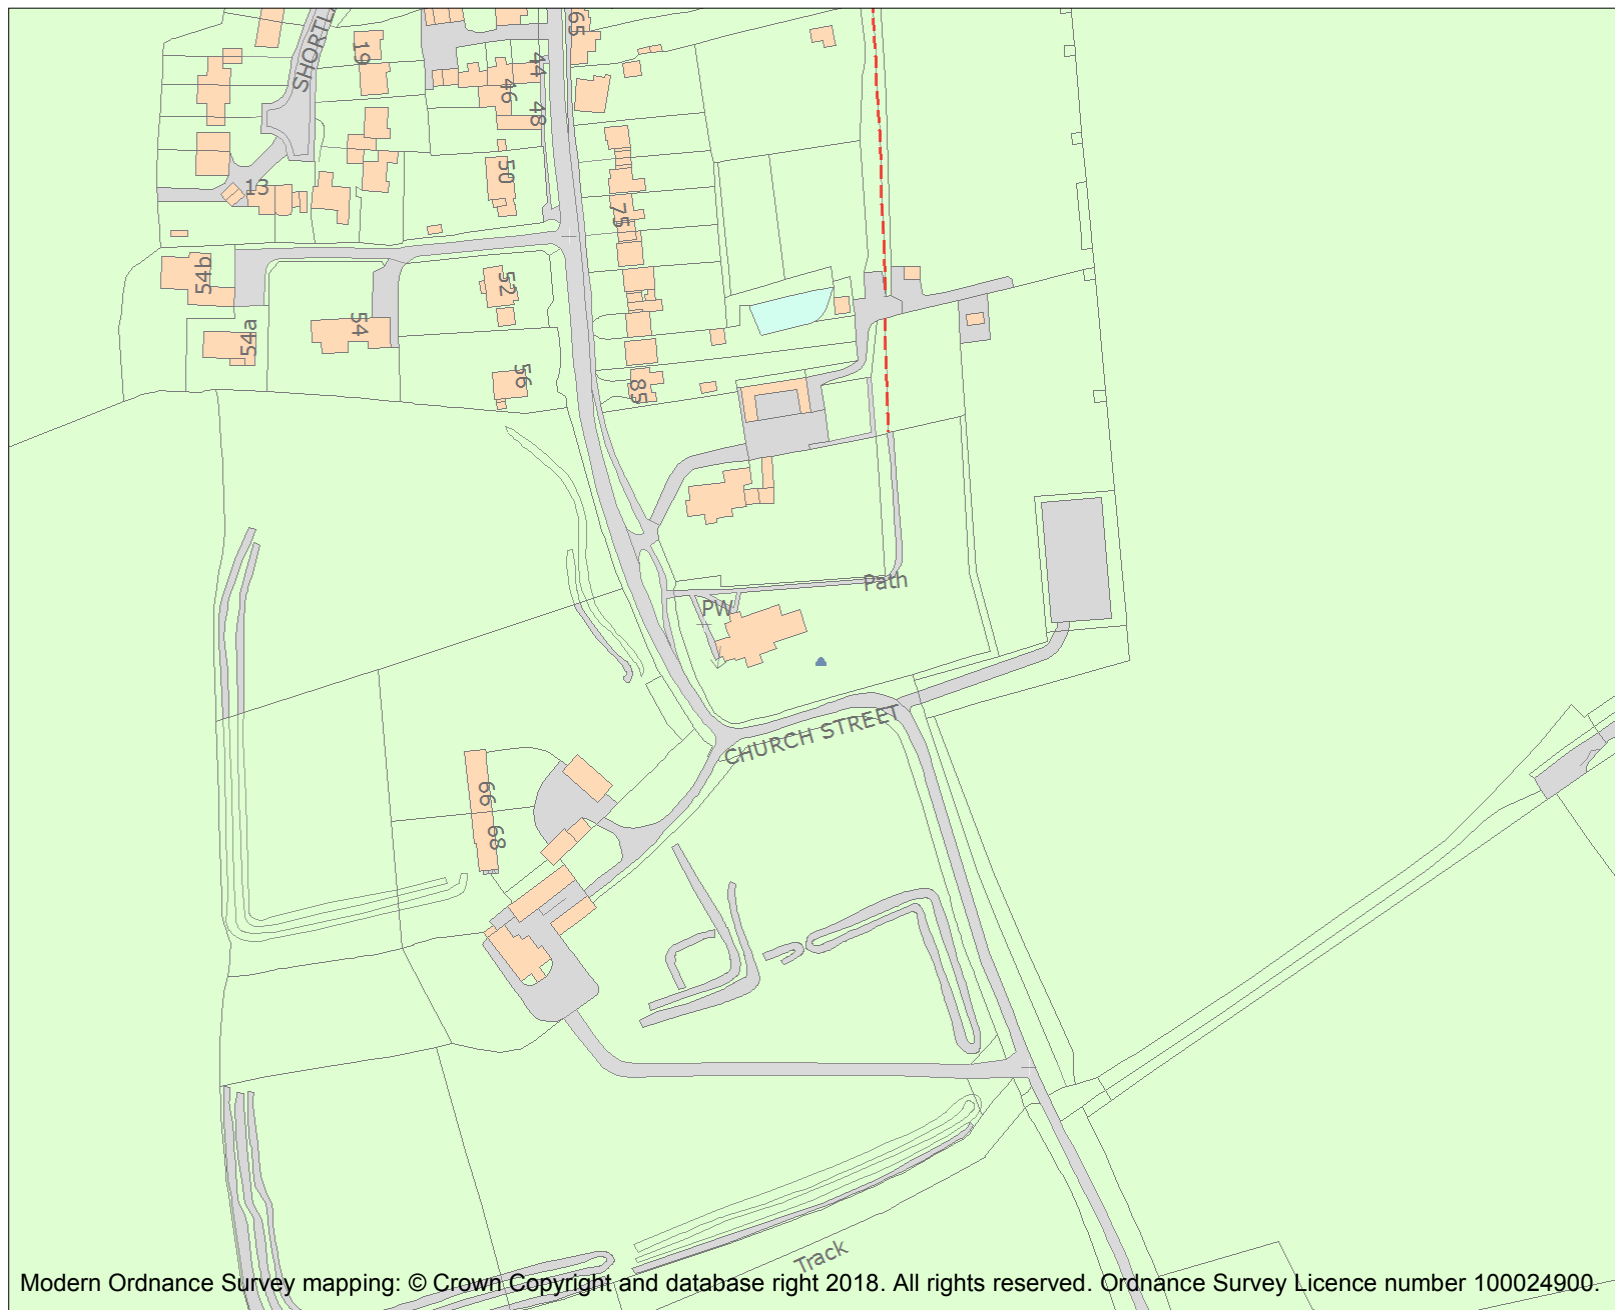 SHORTL
19
65
44
46
48
13
50
75
54b
52
54
54a
56
85
Path
PW
CHURCH STREET
66
68
Track
Modern Ordnance Survey mapping: © Crown Copyright and database right 2018. All rights reserved. Ordnance Survey Licence number 100024900.